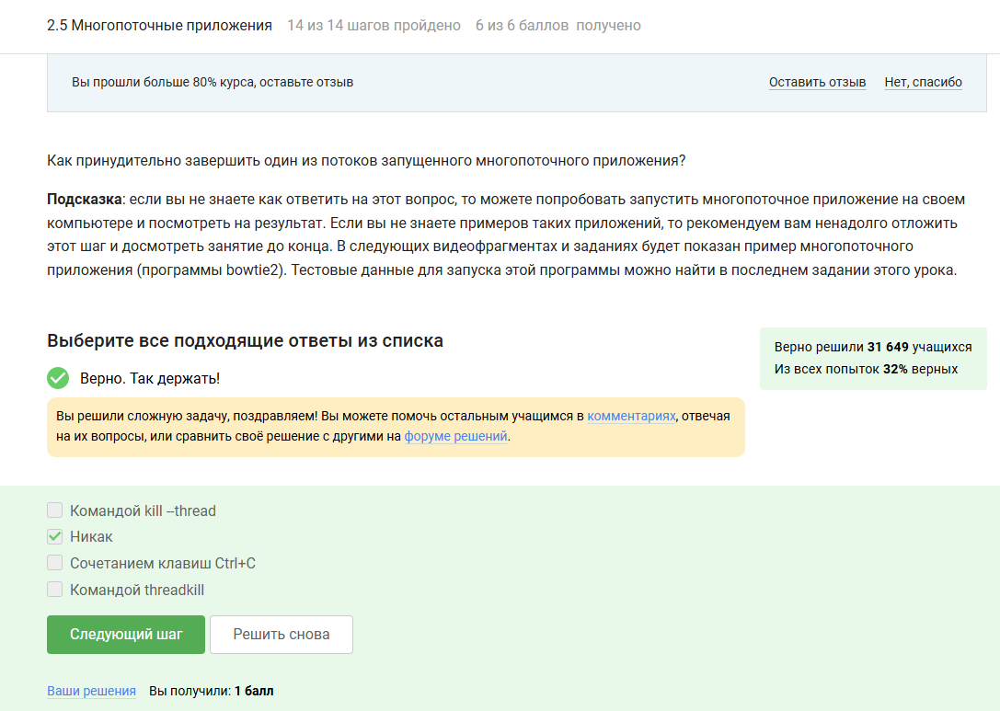 2.5 Многопоточные приложения 14 из 14 шагов пройдено 6 из 6 баллов получено
Вы прошли больше 80% курса, оставьте отзыв Оставить отзыв Нет, спасибо
Как принудительно завершить один из потоков запущенного многопоточного приложения?
Подсказка: если вы не знаете как ответить на этот вопрос, то можете попробовать запустить многопоточное приложение на своем
компьютере и посмотреть на результат. Если вы не знаете примеров таких приложений, то рекомендуем вам ненадолго отложить
этот шаг и досмотреть занятие до конца. В следующих видеофрагментах и заданиях будет показан пример многопоточного
приложения (программы bowtie2). Тестовые данные для запуска этой программы можно найти в последнем задании этого урока.
Выберите все подходящие ответы из списка
Верно решили 31 649 учащихся
Из всех попыток 32% верных
Верно. Так держать!
Вы решили сложную задачу, поздравляем! Вы можете помочь остальным учащимся в комментариях, отвечая
на их вопросы, или сравнить своё решение с другими на форуме решений.
Командой kill --thread
Никак
Сочетанием клавиш Ctrl+C
Командой threadkill
Следующий шаг Решить снова
Ваши решения Вы получили: 1 балл